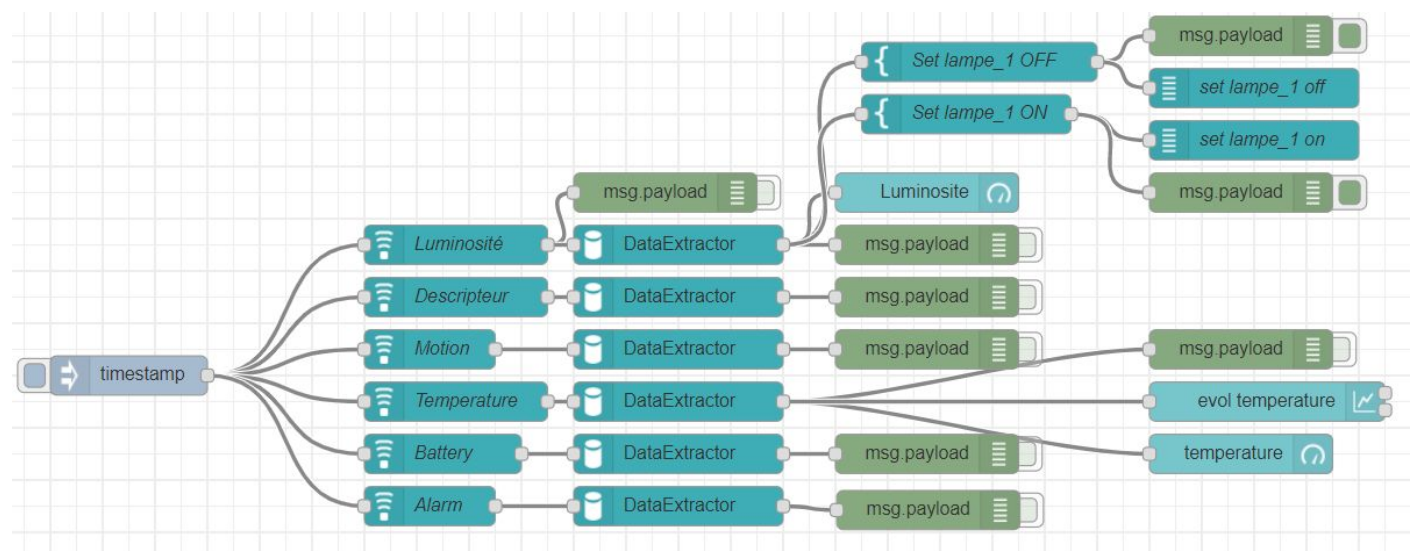 msg.payload
Set lampe_1 OFF
set lampe_1 off
Set lampe_1 ON
set lampe_1 on
msg.payload
Luminosite
msg.payload
Luminosité
DataExtractor
msg.payload
Descripteur
DataExtractor
msg.payload
Motion
DataExtractor
msg.payload
msg.payload
timestamp
Temperature
DataExtractor
evol temperature
Battery
DataExtractor
msg.payload
temperature
Alarm
DataExtractor
msg.payload